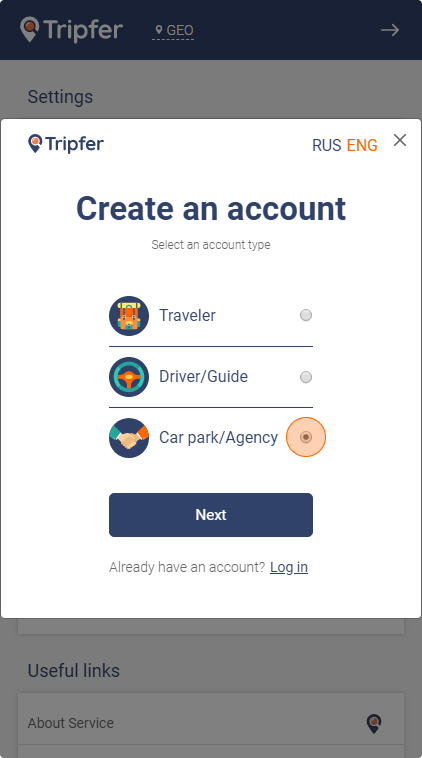 Tripfer GEO
Settings
Tripfer RUS ENG
Create an account
Select an account type
Traveler
Driver/Guide
Car park/Agency
Next
Already have an account? Log in
Useful links
About Service